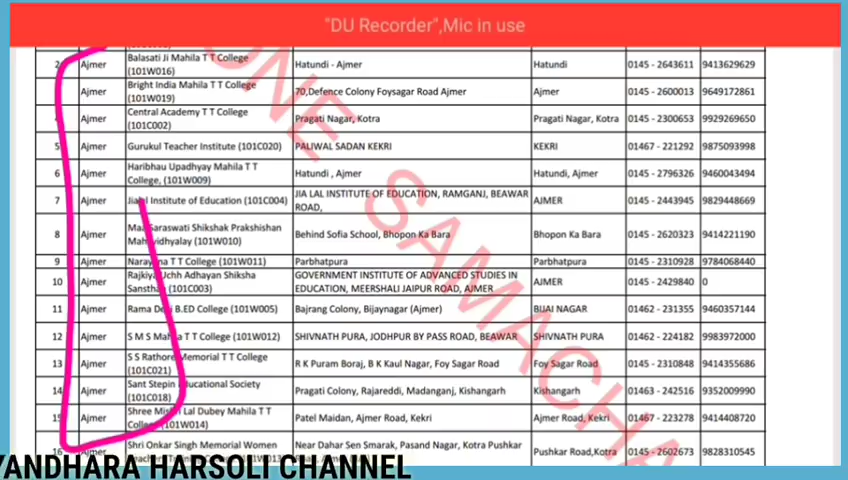 "DU Recorder",Mic in use
2 Ajmer Balasati Ji Mahila T T College (101W016) Hatundi - Ajmer Hatundi 0145 - 2643611 9413629629
Ajmer Bright India Mahila T T College (101W019) 70,Defence Colony Foysagar Road Ajmer Ajmer 0145 - 2600013 9649172861
4 Ajmer Central Academy T T College (101C002) Pragati Nagar, Kotra Pragati Nagar, Kotra 0145 - 2300653 9929269650
5 Ajmer Gurukul Teacher Institute (101C020) PALIWAL SADAN KEKRI KEKRI 01467 - 221292 9875093998
6 Ajmer Haribhau Upadhyay Mahila T T College, (101W009) Hatundi , Ajmer Hatundi, Ajmer 0145 - 2796326 9460043494
7 Ajmer Jialal Institute of Education (101C004) JIA LAL INSTITUTE OF EDUCATION, RAMGANJ, BEAWAR ROAD, AJMER 0145 - 2443945 9829448669
8 Ajmer Maa Saraswati Shikshak Prakshishan Mahavidhyalay (101W010) Behind Sofia School, Bhopon Ka Bara Bhopon Ka Bara 0145 - 2620323 9414221190
9 Ajmer Narayna T T College (101W011) Parbhatpura Parbhatpura 0145 - 2310928 9784068440
10 Ajmer Rajkiya Uchh Adhayan Shiksha Sansthan (101C003) GOVERNMENT INSTITUTE OF ADVANCED STUDIES IN EDUCATION, MEERSHALI JAIPUR ROAD, AJMER AJMER 0145 - 2429840 0
11 Ajmer Rama Devi B.ED College (101W005) Bajrang Colony, Bijaynagar (Ajmer) BIJAI NAGAR 01462 - 231355 9460357144
12 Ajmer S M S Mahila T T College (101W012) SHIVNATH PURA, JODHPUR BY PASS ROAD, BEAWAR SHIVNATH PURA 01462 - 224182 9983972000
13 Ajmer S S Rathore Memorial T T College (101C021) R K Puram Boraj, B K Kaul Nagar, Foy Sagar Road Foy Sagar Road 0145 - 2310848 9414355686
14 Ajmer Sant Stepin Educational Society (101C018) Pragati Colony, Rajareddi, Madanganj, Kishangarh Kishangarh 01463 - 242516 9352009990
15 Ajmer Shree Mishri Lal Dubey Mahila T T College (101W014) Patel Maidan, Ajmer Road, Kekri Ajmer Road, Kekri 01467 - 223278 9414408720
16 Ajmer Shri Onkar Singh Memorial Women Near Dahar Sen Smarak, Pasand Nagar, Kotra Pushkar Pushkar Road,Kotra 0145 - 2602673 9828310545
YANDHARA HARSOLI CHANNEL